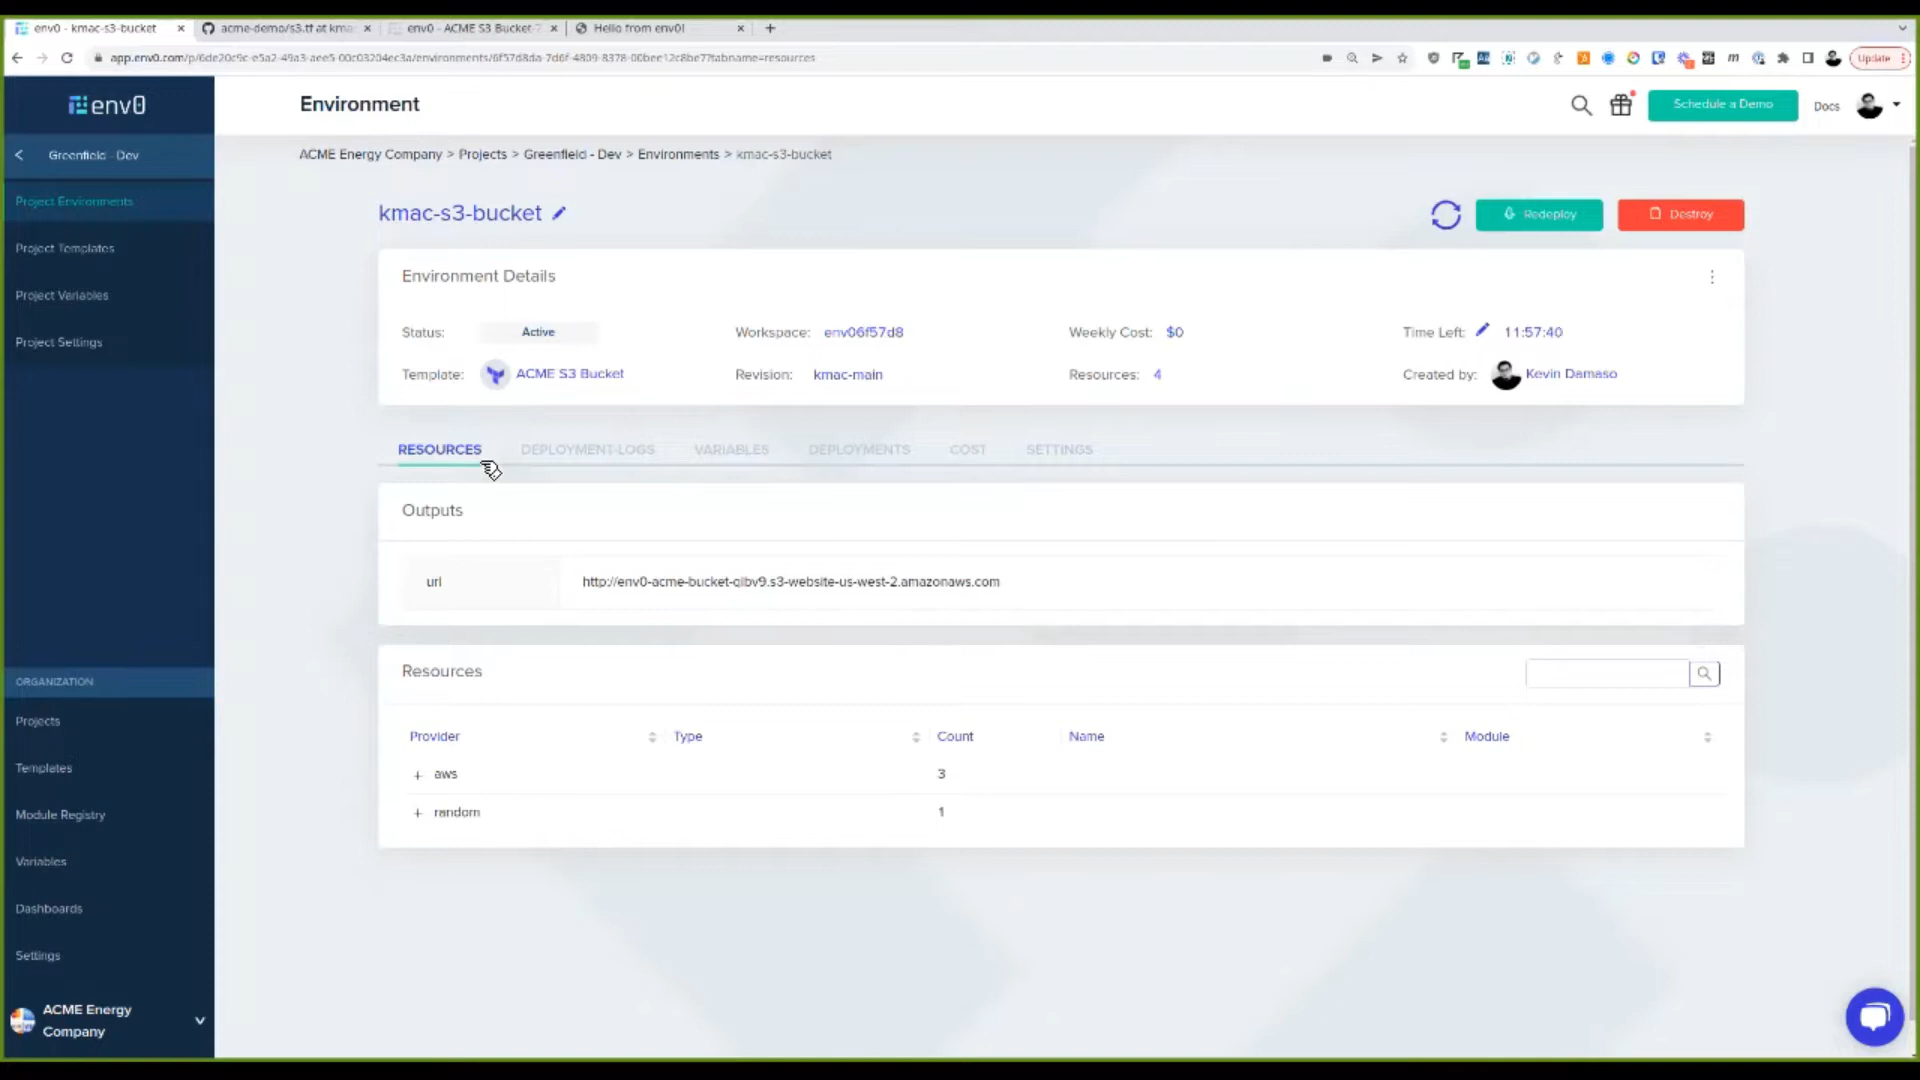 env0 - kmac-s3-bucket
acme-demo/s3.tf at kmac
env0 - ACME S3 Bucket-
Hello from env0!
app.env0.com/p/6de20c9c-e5a2-49a3-aee5-00c03204ec3a/environments/6f57d8da-7d6f-4809-8378-00bee12c8be7?tabname=resources
Update
env0
Environment
Schedule a Demo
Docs
Greenfield - Dev
ACME Energy Company > Projects > Greenfield - Dev > Environments > kmac-s3-bucket
Project Environments
Project Templates
Project Variables
Project Settings
kmac-s3-bucket
Redeploy
Destroy
Environment Details
Status: Active
Workspace: env06f57d8
Weekly Cost: $0
Time Left: 11:57:40
Template: ACME S3 Bucket
Revision: kmac-main
Resources: 4
Created by: Kevin Damaso
RESOURCES
DEPLOYMENT-LOGS
VARIABLES
DEPLOYMENTS
COST
SETTINGS
Outputs
url
http://env0-acme-bucket-qlbv9.s3-website-us-west-2.amazonaws.com
Resources
Provider
Type
Count
Name
Module
+ aws
3
+ random
1
ORGANIZATION
Projects
Templates
Module Registry
Variables
Dashboards
Settings
ACME Energy
Company